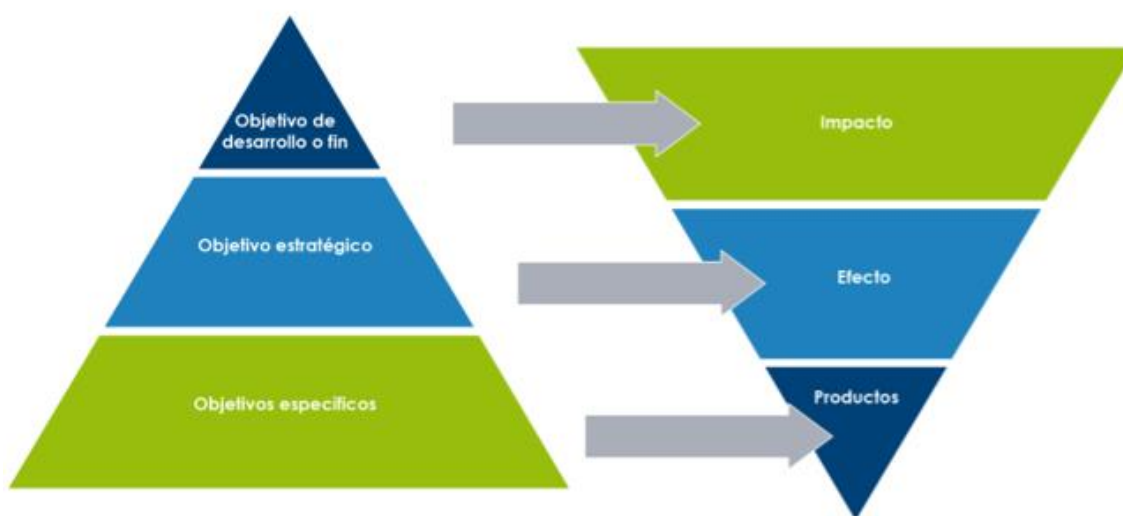 Objetivo de
desarrollo o fin
Impacto
Objetivo estratégico
Efecto
Objetivos específicos
Productos